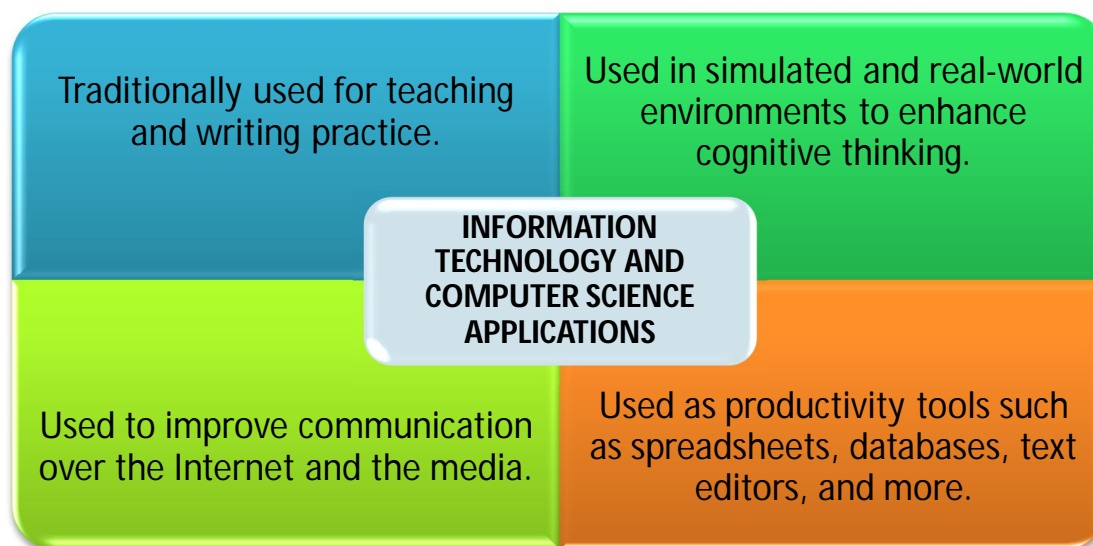 Traditionally used for teaching
and writing practice.
Used in simulated and real-world
environments to enhance
cognitive thinking.
INFORMATION
TECHNOLOGY AND
COMPUTER SCIENCE
APPLICATIONS
Used to improve communication
over the Internet and the media.
Used as productivity tools such
as spreadsheets, databases, text
editors, and more.